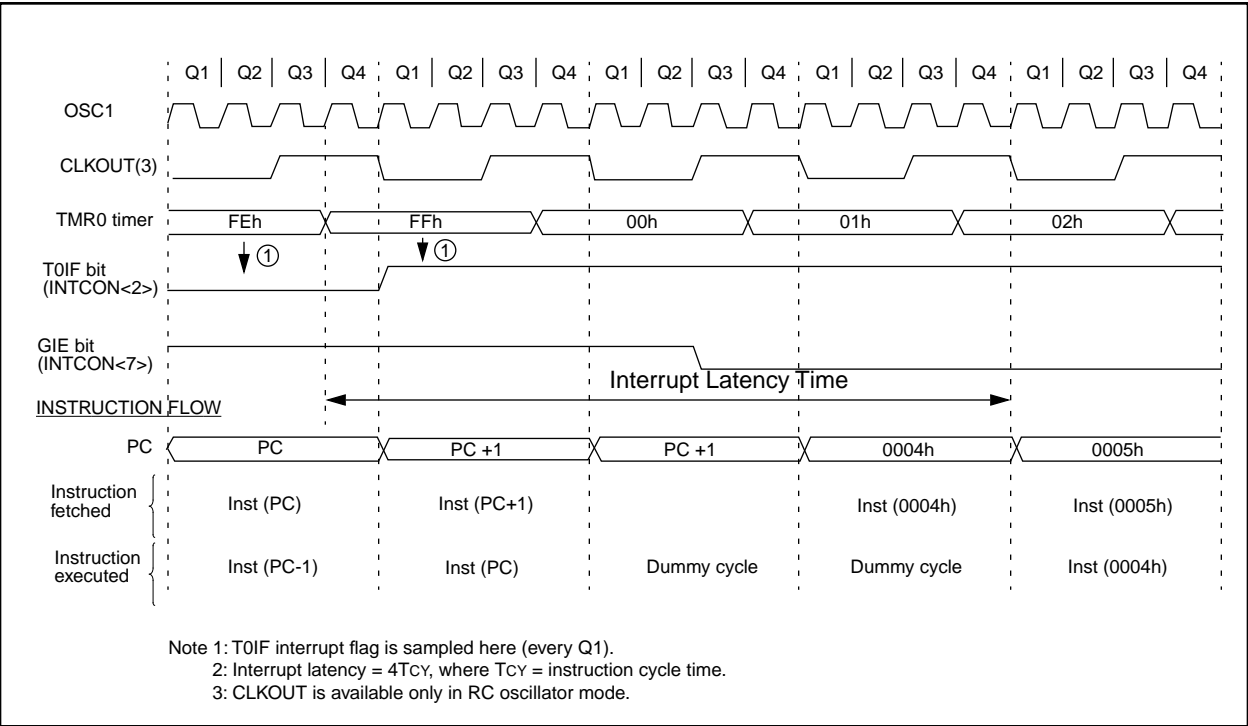 Q1 Q2 Q3 Q4 Q1 Q2 Q3 Q4 Q1 Q2 Q3 Q4 Q1 Q2 Q3 Q4 Q1 Q2 Q3 Q4
OSC1
CLKOUT(3)
TMR0 timer FEh FFh 00h 01h 02h
1 1
T0IF bit
(INTCON<2>)
GIE bit
(INTCON<7>)
Interrupt Latency Time
INSTRUCTION FLOW
PC PC PC +1 PC +1 0004h 0005h
Instruction
fetched
Inst (PC) Inst (PC+1) Inst (0004h) Inst (0005h)
Instruction
executed
Inst (PC-1) Inst (PC) Dummy cycle Dummy cycle Inst (0004h)
Note 1: T0IF interrupt flag is sampled here (every Q1).
2: Interrupt latency = 4TCY, where TCY = instruction cycle time.
3: CLKOUT is available only in RC oscillator mode.